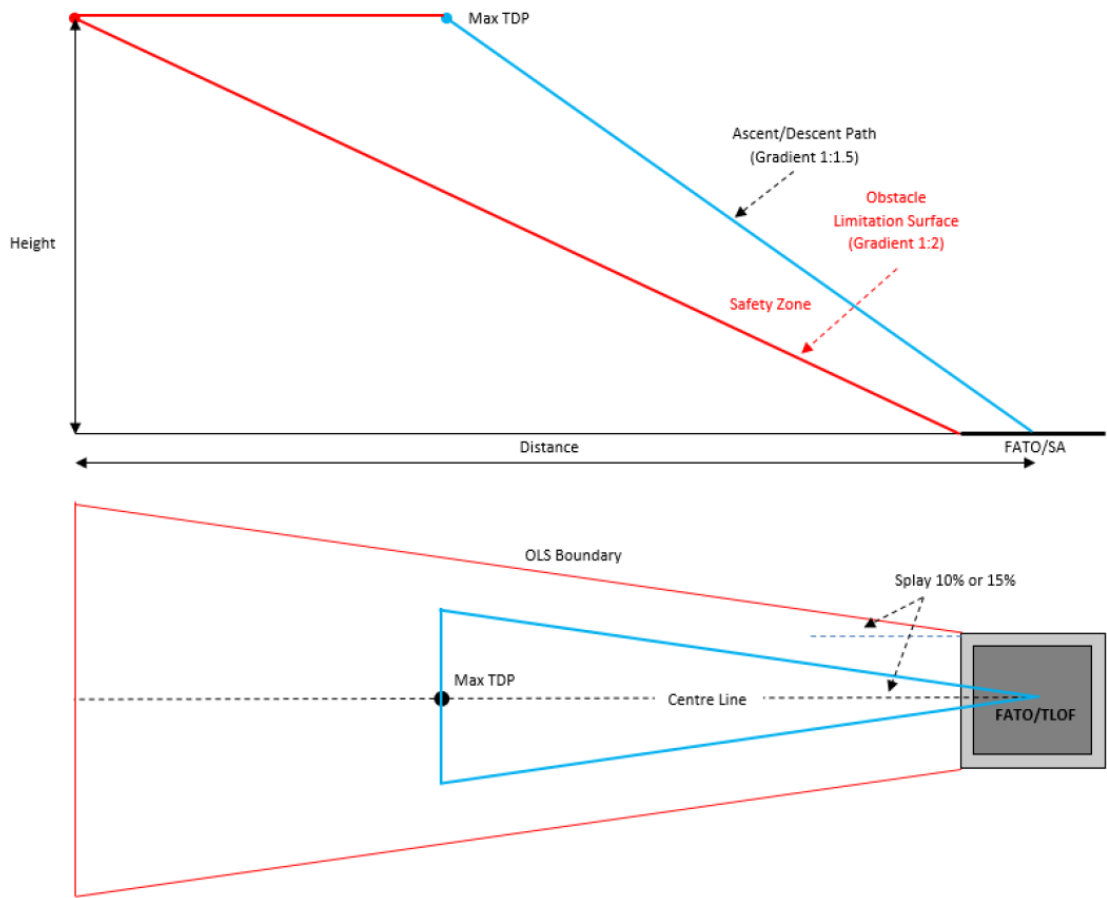 Max TDP
Ascent/Descent Path
(Gradient 1:1.5)
Obstacle
Limitation Surface
(Gradient 1:2)
Height
Safety Zone
Distance
FATO/SA
OLS Boundary
Splay 10% or 15%
Max TDP
Centre Line
FATO/TLOF